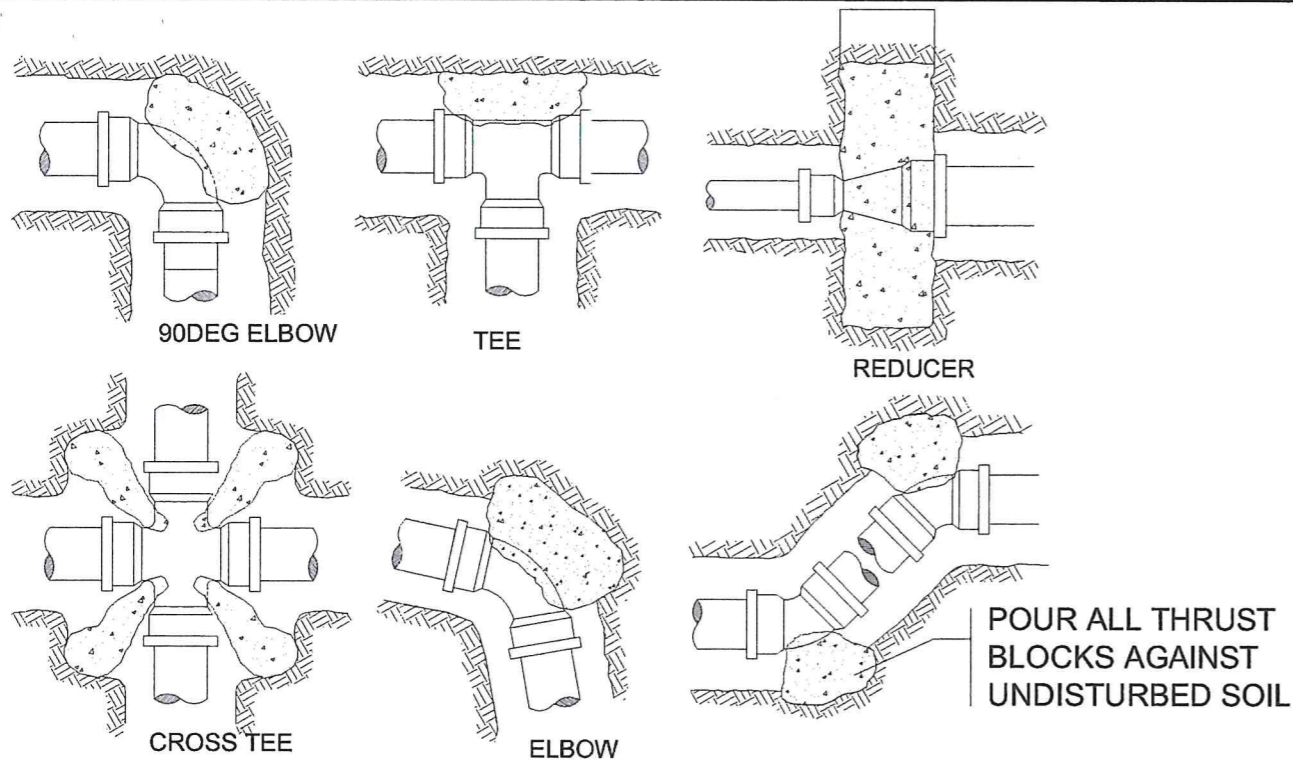 90DEG ELBOW
TEE
REDUCER
CROSS TEE
ELBOW
POUR ALL THRUST
BLOCKS AGAINST
UNDISTURBED SOIL